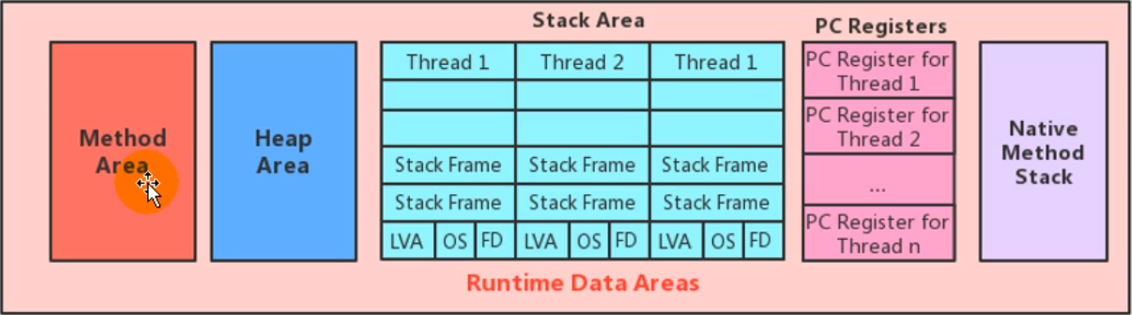 Stack Area
PC Registers
Method
Area
Heap
Area
Thread 1 Thread 2 Thread 1
Stack Frame Stack Frame Stack Frame
Stack Frame Stack Frame Stack Frame
LVA OS FD LVA OS FD LVA OS FD
PC Register for
Thread 1
PC Register for
Thread 2
...
PC Register for
Thread n
Native
Method
Stack
Runtime Data Areas